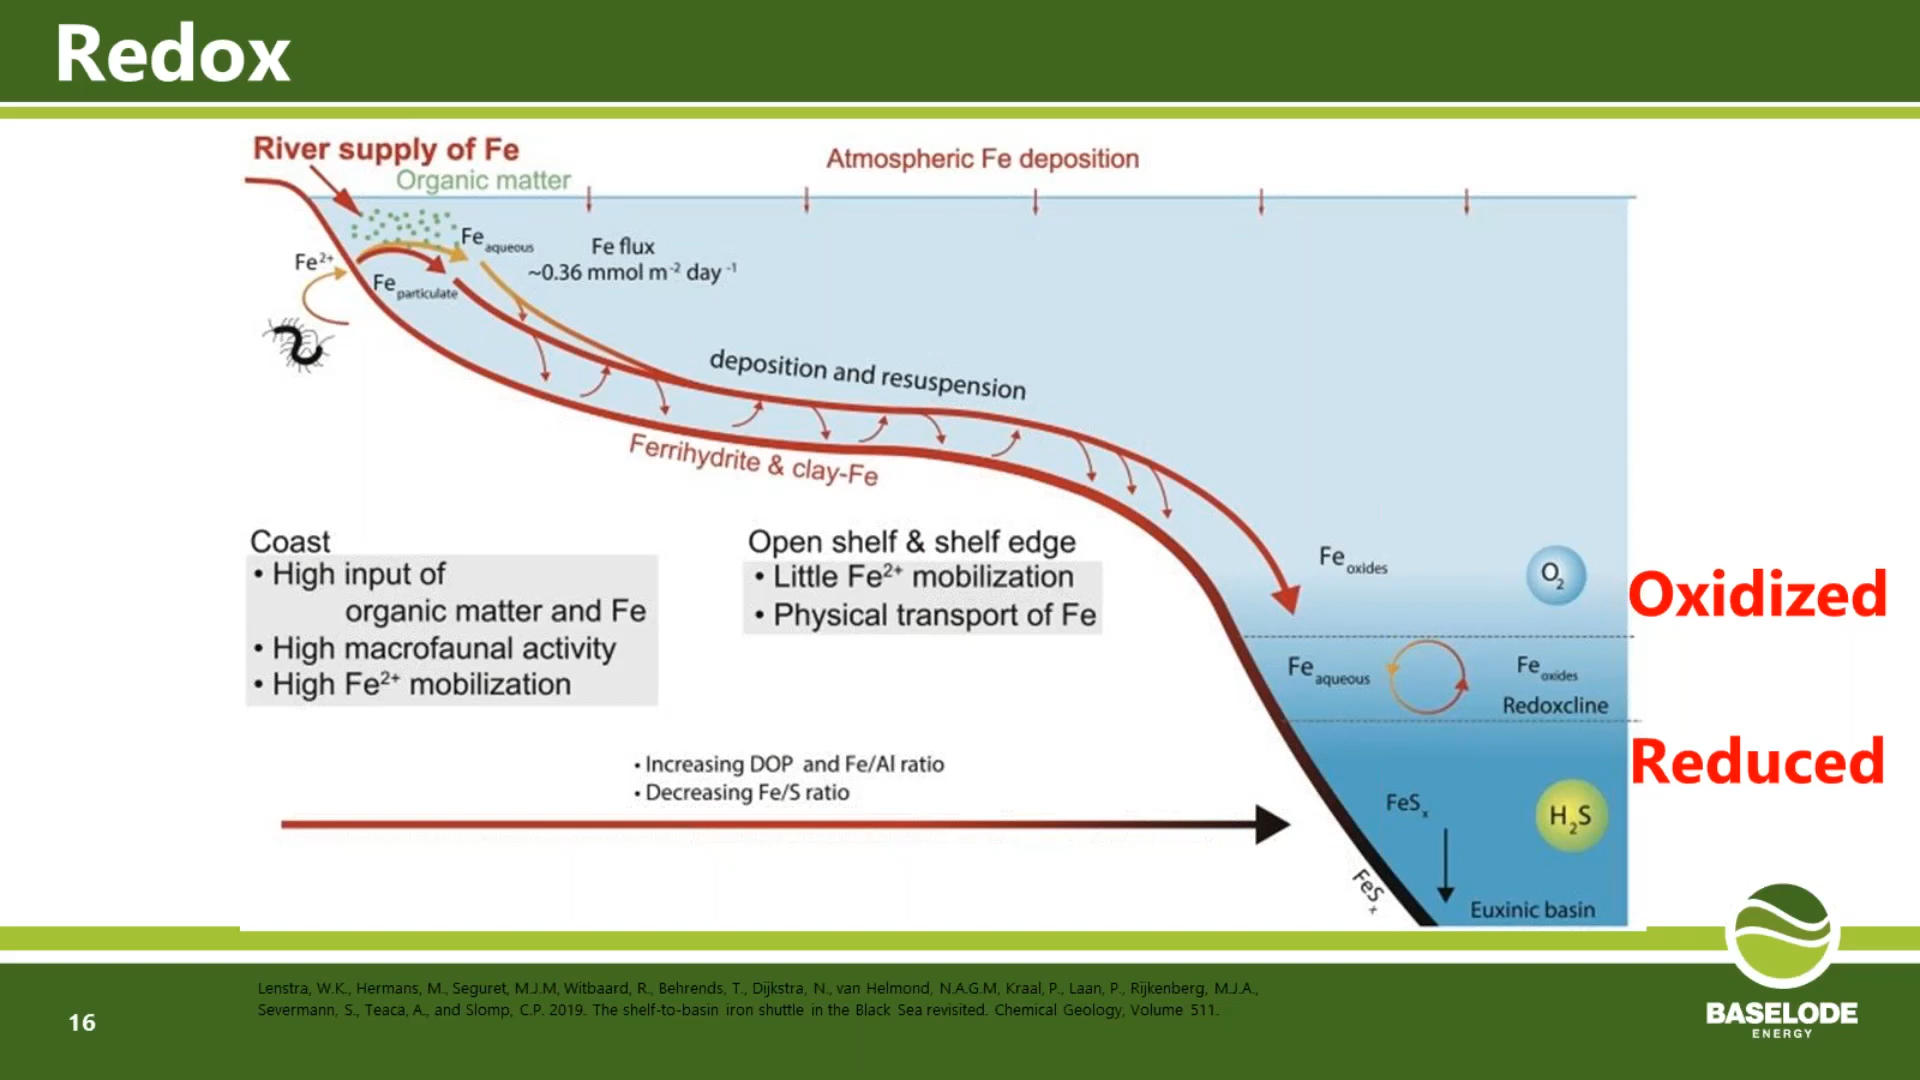 Redox
River supply of Fe
Organic matter
Atmospheric Fe deposition
Fe aqueous
Fe flux
~0.36 mmol m-2 day -1
Fe2+
Fe particulate
deposition and resuspension
Ferrihydrite & clay-Fe
Coast
• High input of
organic matter and Fe
• High macrofaunal activity
• High Fe2+ mobilization
Open shelf & shelf edge
• Little Fe2+ mobilization
• Physical transport of Fe
Fe oxides
O2
Oxidized
Fe aqueous
Fe oxides
Redoxcline
Reduced
• Increasing DOP and Fe/Al ratio
• Decreasing Fe/S ratio
FeSx
H2S
FeSx
Euxinic basin
Lenstra, W.K., Hermans, M., Seguret, M.J.M, Witbaard, R., Behrends, T., Dijkstra, N., van Helmond, N.A.G.M, Kraal, P., Laan, P., Rijkenberg, M.J.A.,
Severmann, S., Teaca, A., and Slomp, C.P. 2019. The shelf-to-basin iron shuttle in the Black Sea revisited. Chemical Geology, Volume 511.
16
BASELODE
ENERGY